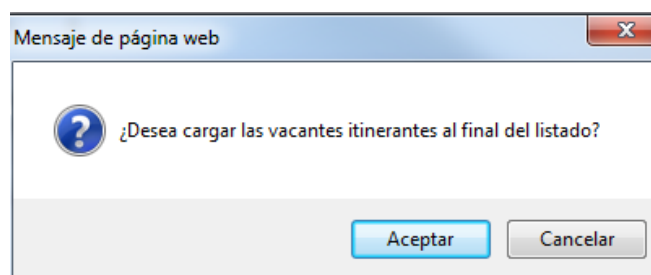 Mensaje de página web
¿Desea cargar las vacantes itinerantes al final del listado?
Aceptar
Cancelar